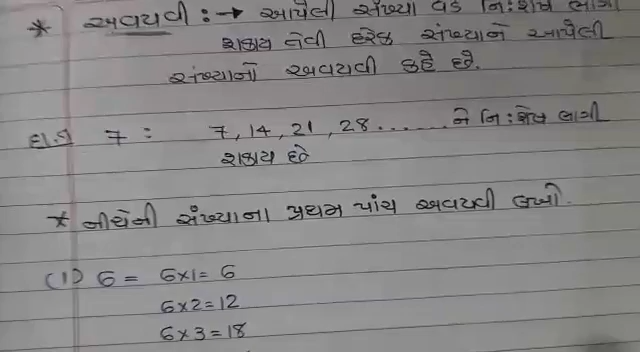 * અવયવી :→ આપેલી સંખ્યા વડે નિ:શેષ ભાગી
શકાય તેવી દરેક સંખ્યાને આપેલી
સંખ્યાનો અવયવી કહે છે.
દા.ત 7 : 7, 14, 21, 28....... ને નિ:શેષ ભાગી
શકાય છે
* નીચેની સંખ્યાના પ્રથમ પાંચ અવયવી લખો.
(1) 6 = 6×1= 6
6×2=12
6×3=18